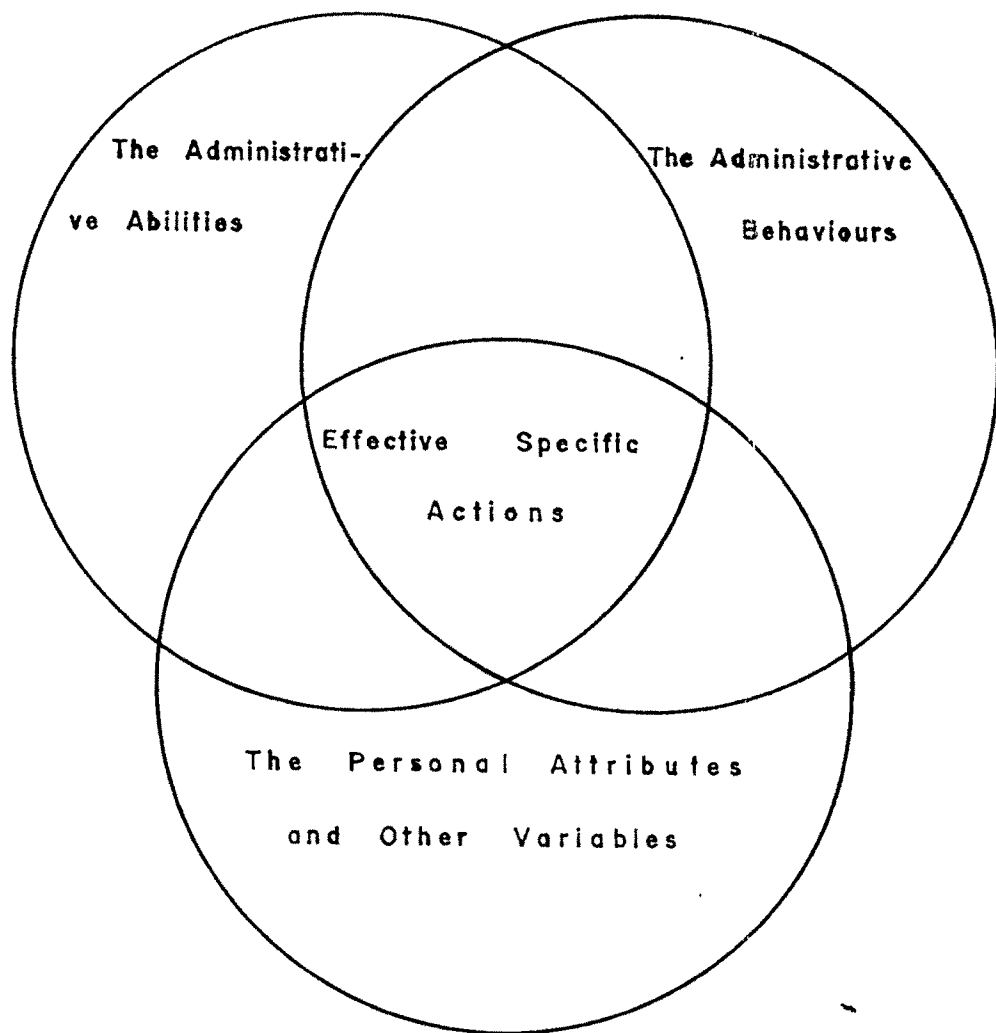 The Administrati-
ve Abilities
The Administrative
Behaviours
Effective Specific
Actions
The Personal Attributes
and Other Variables